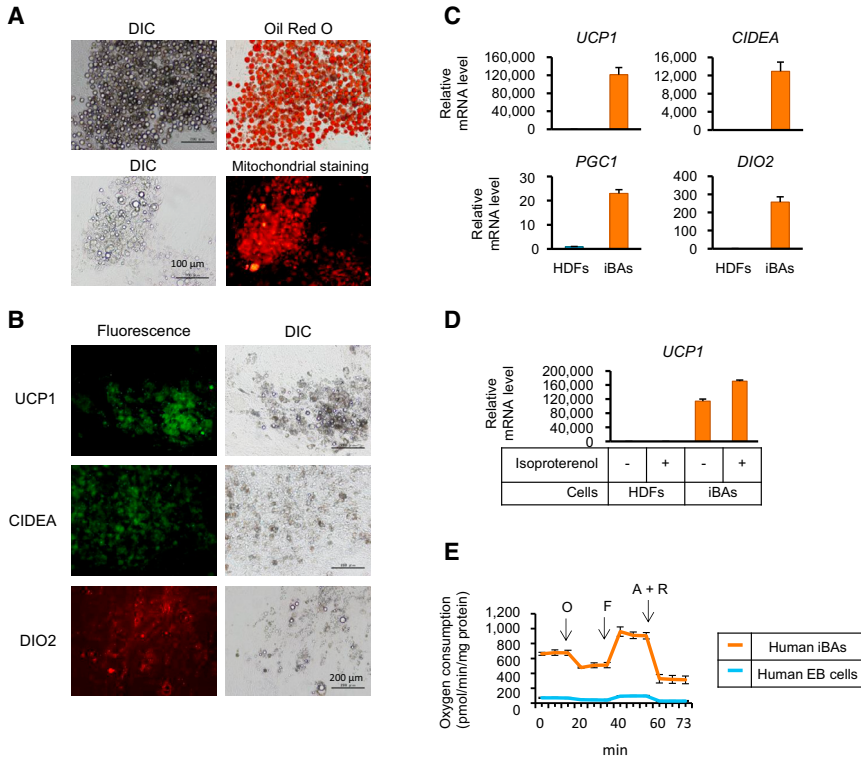 A
DIC
Oil Red O
DIC
Mitochondrial staining
100 μm
B
Fluorescence
DIC
UCP1
CIDEA
DIO2
200 μm
C
UCP1
CIDEA
Relative
mRNA level
160,000
120,000
80,000
40,000
0
16,000
12,000
8,000
4,000
0
PGC1
DIO2
Relative
mRNA level
30
20
10
0
400
300
200
100
0
HDFs iBAs
HDFs iBAs
D
UCP1
Relative
mRNA level
200,000
160,000
120,000
80,000
40,000
0
Isoproterenol - + - +
Cells HDFs iBAs
E
Oxygen consumption
(pmol/min/mg protein)
1,200
1,000
800
600
400
200
0
O F A + R
0 20 40 60 73
min
Human iBAs
Human EB cells